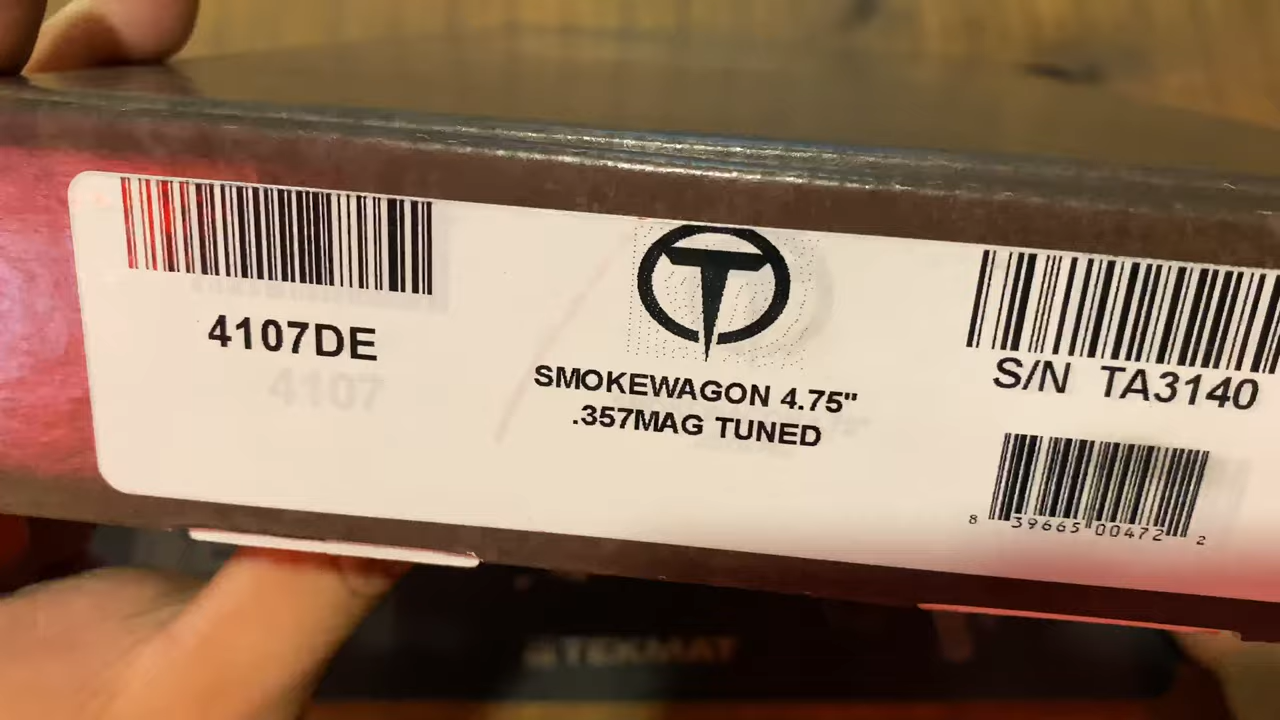 4107DE
4107
T
SMOKEWAGON 4.75"
.357MAG TUNED
S/N TA3140
8 39665 00472 2
TEKMAT